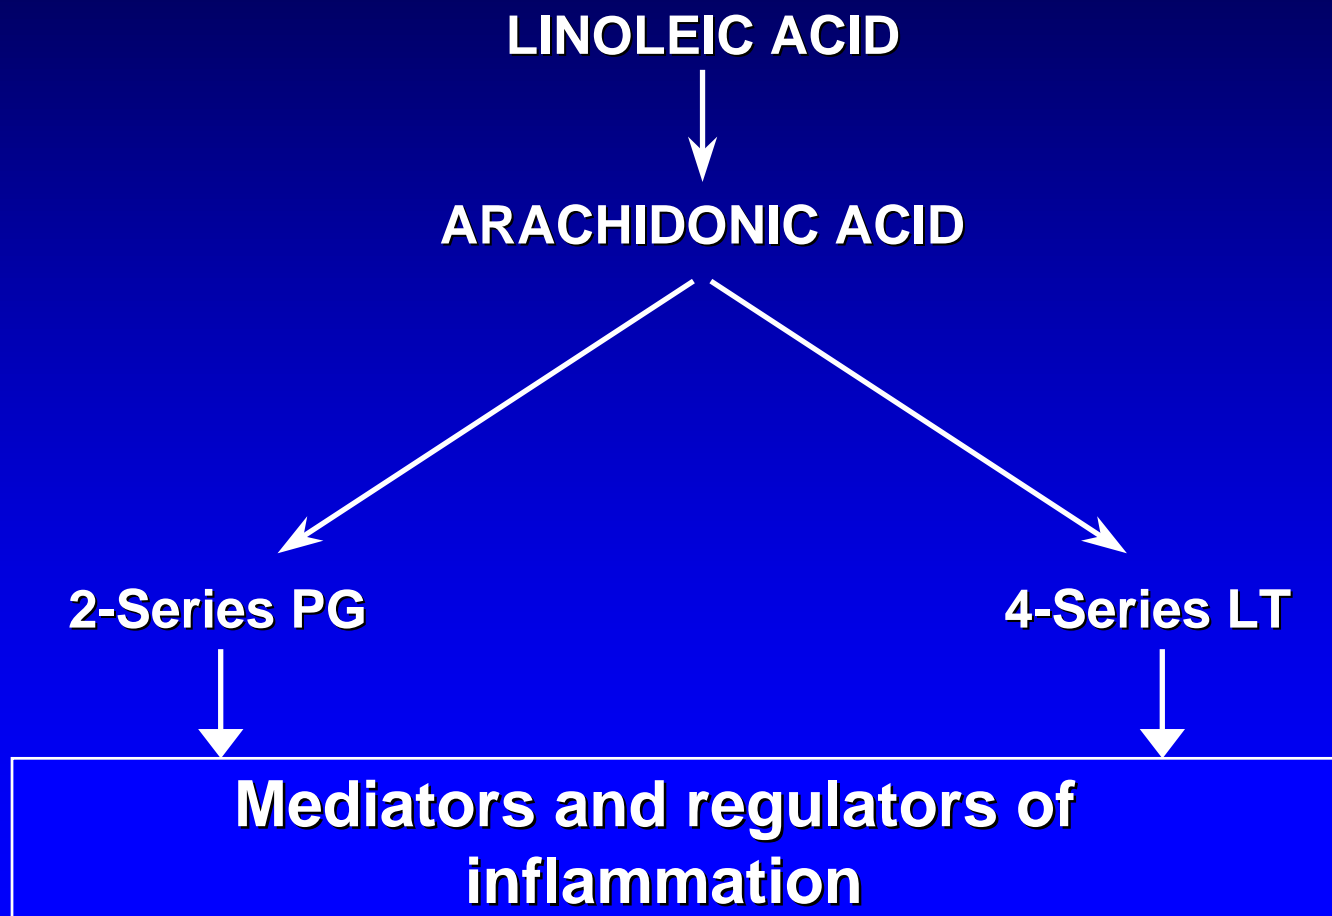 LINOLEIC ACID
ARACHIDONIC ACID
2-Series PG
4-Series LT
Mediators and regulators of
inflammation